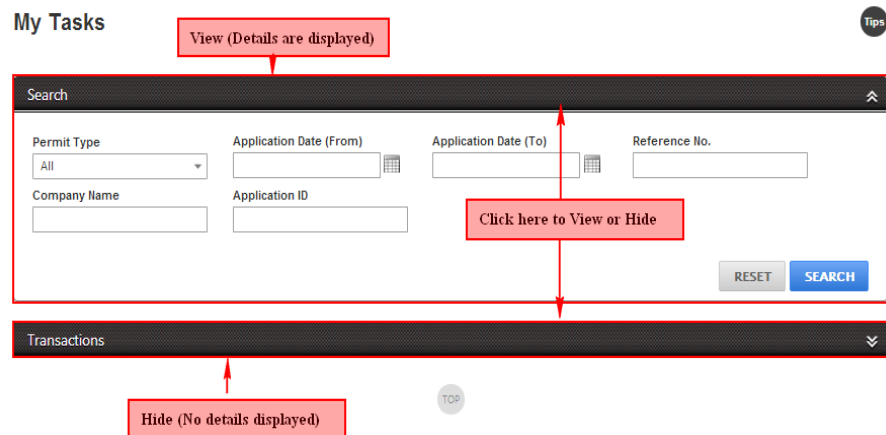 My Tasks
Tips
View (Details are displayed)
Search
Permit Type
Application Date (From)
Application Date (To)
Reference No.
All
Company Name
Application ID
Click here to View or Hide
RESET
SEARCH
Transactions
TOP
Hide (No details displayed)